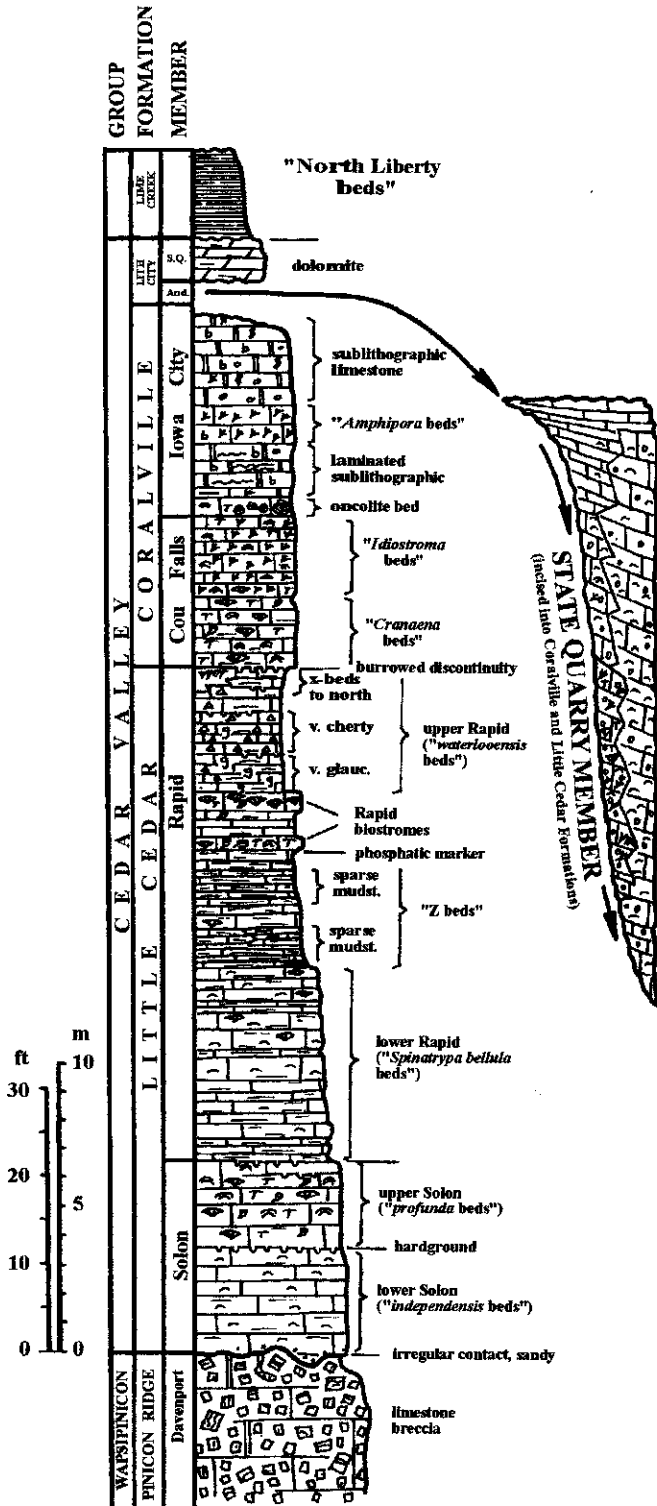 GROUP
FORMATION
MEMBER
LIME
CREEK
"North Liberty
beds"
LITH
CITY
S.Q.
dolomite
And.
CEDAR VALLEY
CORALVILLE
Iowa City
sublithographic
limestone
"Amphipora beds"
laminated
sublithographic
oncolite bed
Cou Falls
"Idiostroma
beds"
"Cranaena
beds"
burrowed discontinuity
LITTLE CEDAR
Rapid
x-beds
to north
v. cherty
v. glauc.
upper Rapid
("waterlooensis
beds")
Rapid
biostromes
phosphatic marker
sparse
mudst.
"Z beds"
sparse
mudst.
lower Rapid
("Spinatrypa bellula
beds")
STATE QUARRY MEMBER
(incised into Coralville and Little Cedar Formations)
ft
m
30
20
10
0
10
5
0
Solon
upper Solon
("profunda beds")
hardground
lower Solon
("independensis beds")
irregular contact, sandy
WAPSIPINICON
PINICON RIDGE
Davenport
limestone
breccia